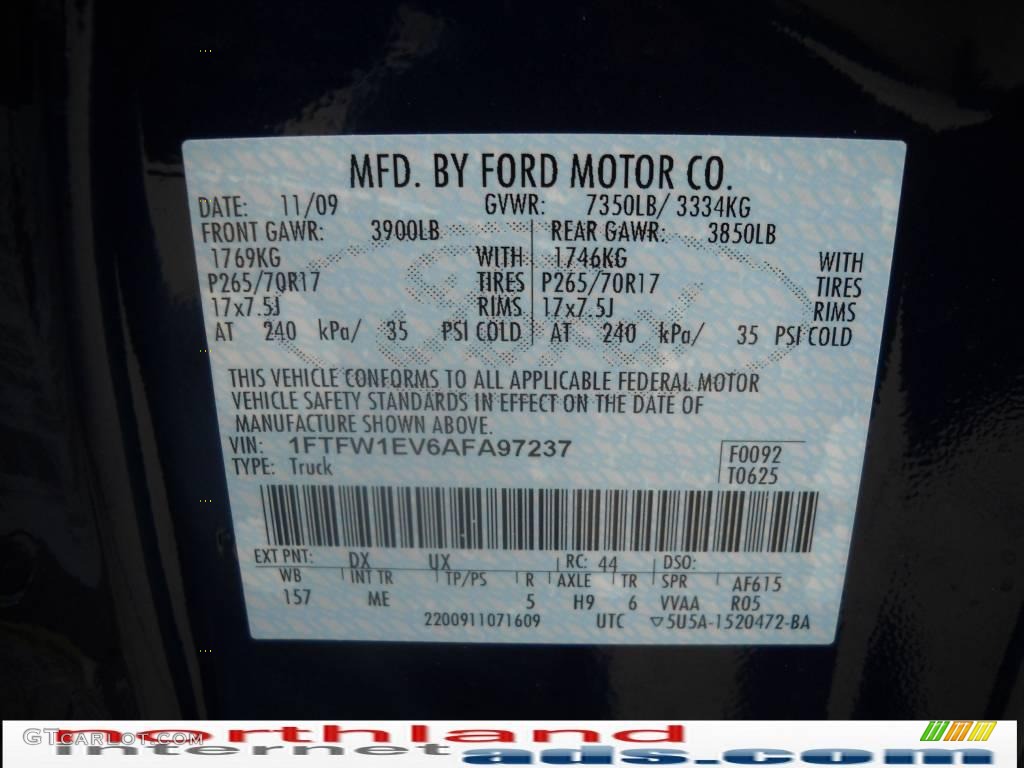 MFD. BY FORD MOTOR CO.
DATE: 11/09 GVWR: 7350LB/ 3334KG
FRONT GAWR: 3900LB REAR GAWR: 3850LB
1769KG WITH 1746KG WITH
P265/70R17 TIRES P265/70R17 TIRES
17x7.5J RIMS 17x7.5J RIMS
AT 240 kPa/ 35 PSI COLD AT 240 kPa/ 35 PSI COLD
THIS VEHICLE CONFORMS TO ALL APPLICABLE FEDERAL MOTOR
VEHICLE SAFETY STANDARDS IN EFFECT ON THE DATE OF
MANUFACTURE SHOWN ABOVE.
VIN: 1FTFW1EV6AFA97237 F0092
TYPE: Truck T0625
EXT PNT: DX UX RC: 44 DSO:
WB INT TR TP/PS R AXLE TR SPR AF615
157 ME 5 H9 6 VVAA R05
2200911071609 UTC ▽5U5A-1520472-BA
GTcarlot.com
northland
internet ads.com